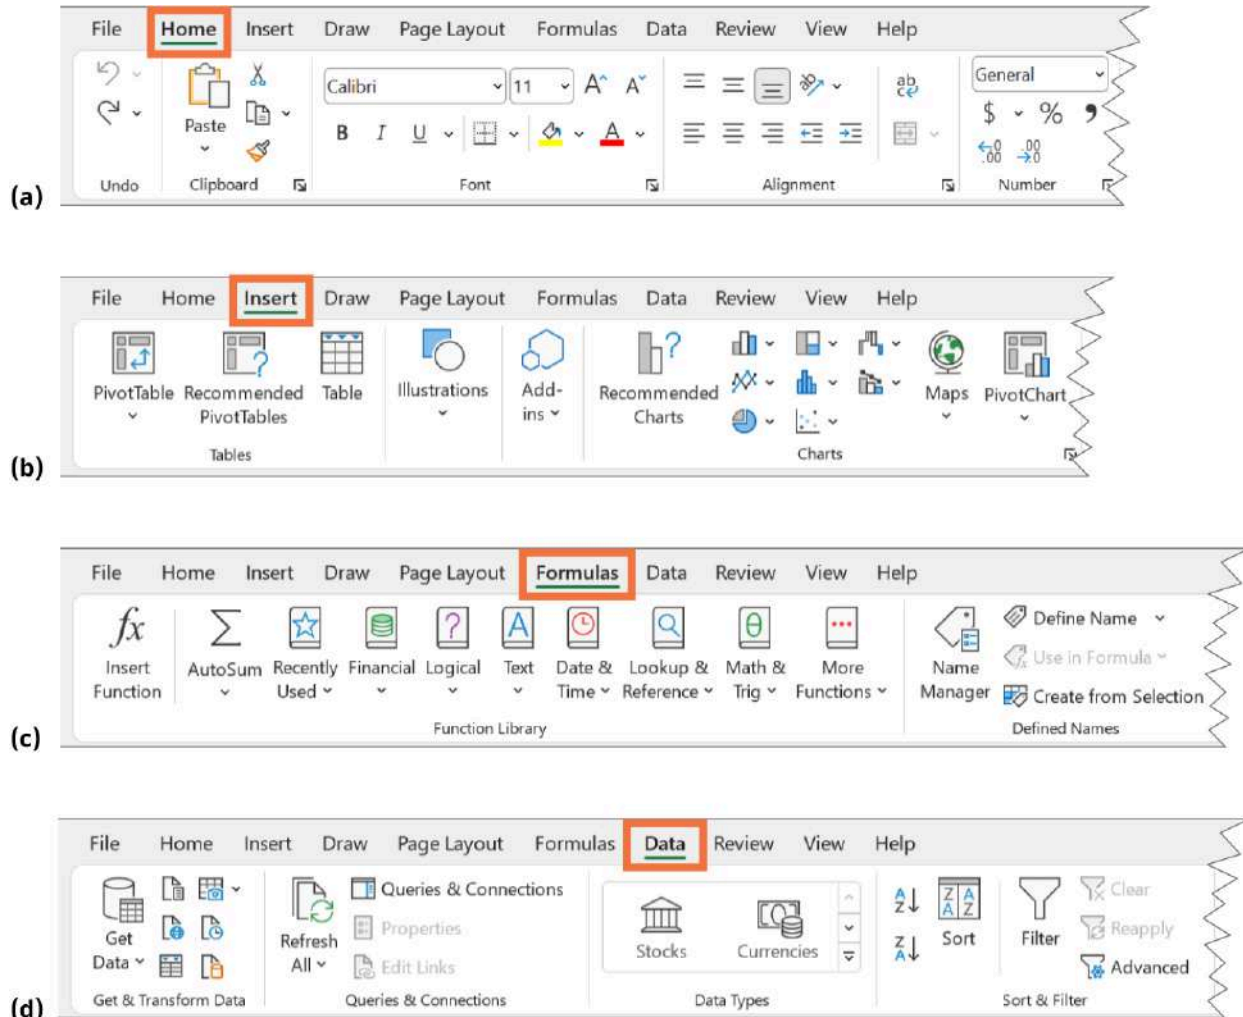 File Home Insert Draw Page Layout Formulas Data Review View Help
Calibri 11 A A ab General
Paste B I U A ab c $ % 9
.00 .00
Undo Clipboard Font Alignment Number
(a)
File Home Insert Draw Page Layout Formulas Data Review View Help
PivotTable Recommended Table Illustrations Add- Recommended Maps PivotChart
PivotTables ins Charts
Tables Charts
(b)
File Home Insert Draw Page Layout Formulas Data Review View Help
fx Σ ? A θ Define Name
Insert AutoSum Recently Financial Logical Text Date & Lookup & Math & More Name Use in Formula
Function Used Time Reference Trig Functions Manager Create from Selection
Function Library Defined Names
(c)
File Home Insert Draw Page Layout Formulas Data Review View Help
Queries & Connections A Z Z A A Z Clear
Get Refresh Properties Stocks Currencies Sort Filter Reapply
Data All Edit Links Z A Advanced
Get & Transform Data Queries & Connections Data Types Sort & Filter
(d)